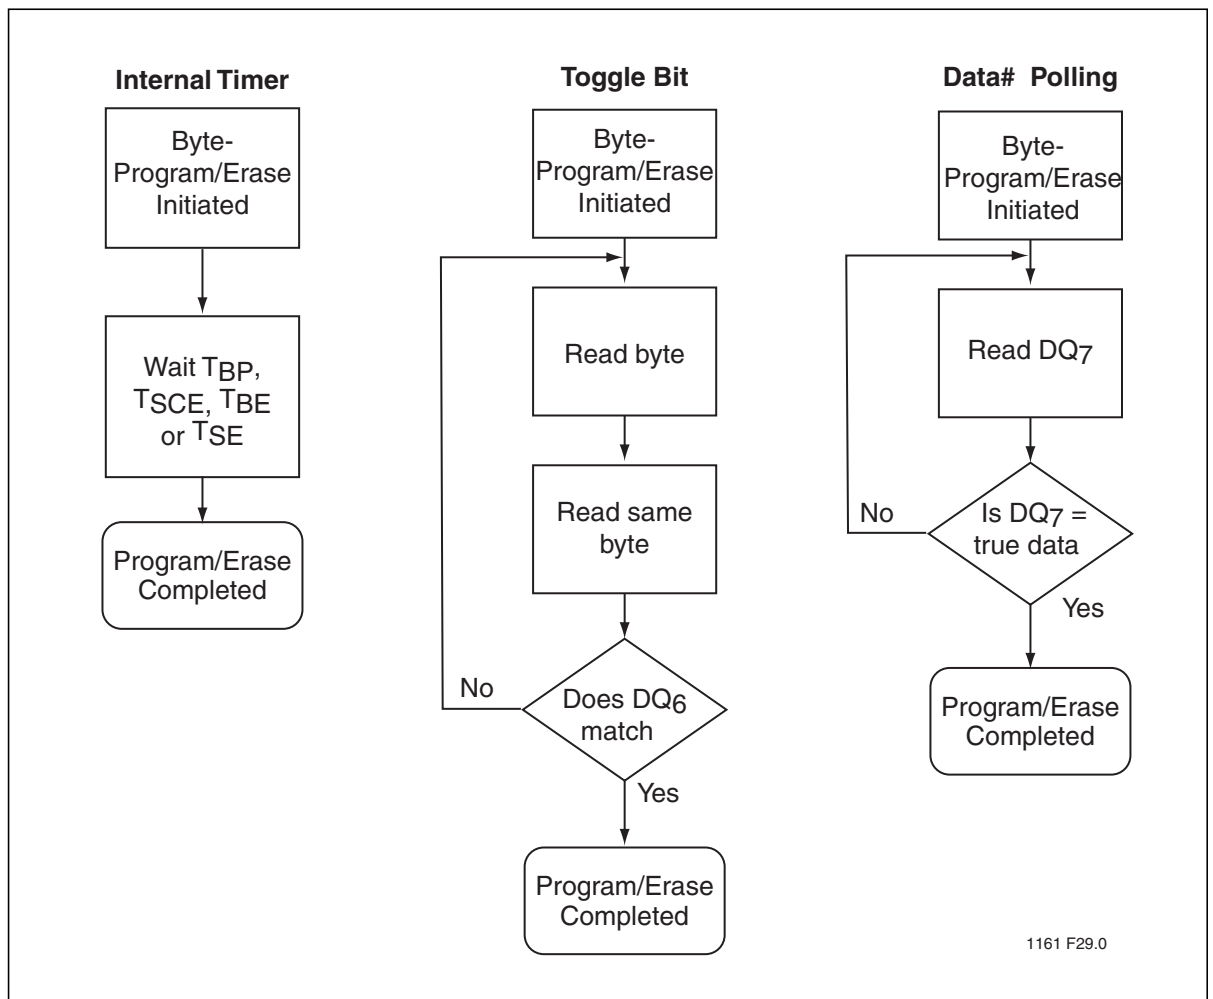 Internal Timer
Byte-
Program/Erase
Initiated
Wait TBP,
TSCE, TBE
or TSE
Program/Erase
Completed
Toggle Bit
Byte-
Program/Erase
Initiated
Read byte
Read same
byte
No
Does DQ6
match
Yes
Program/Erase
Completed
Data# Polling
Byte-
Program/Erase
Initiated
Read DQ7
No
Is DQ7 =
true data
Yes
Program/Erase
Completed
1161 F29.0